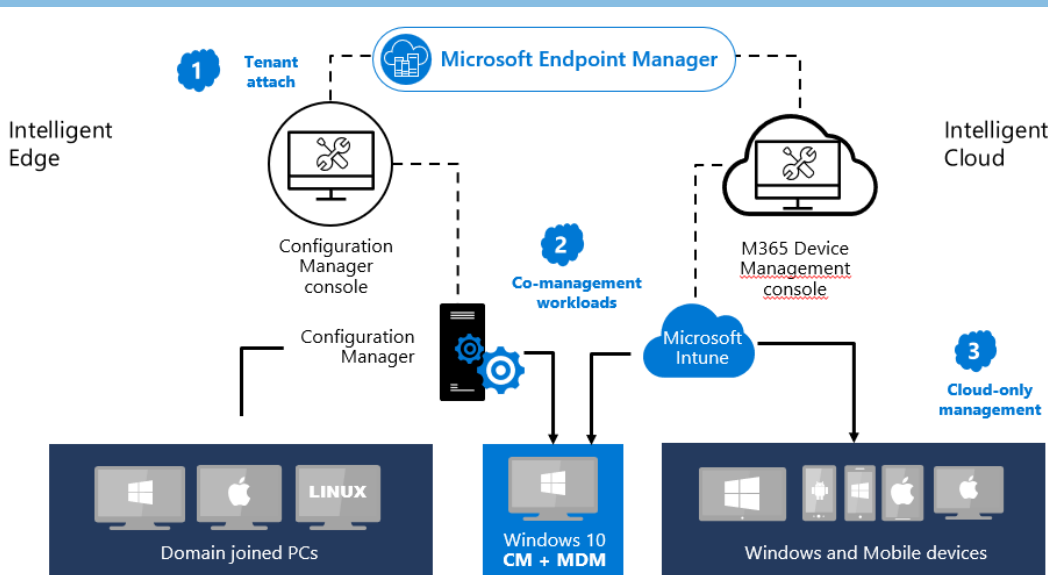 Microsoft Endpoint Manager
1
Tenant
attach
Intelligent
Edge
Intelligent
Cloud
Configuration
Manager
console
2
Co-management
workloads
M365 Device
Management
console
Configuration
Manager
Microsoft
Intune
3
Cloud-only
management
LINUX
Domain joined PCs
Windows 10
CM + MDM
Windows and Mobile devices